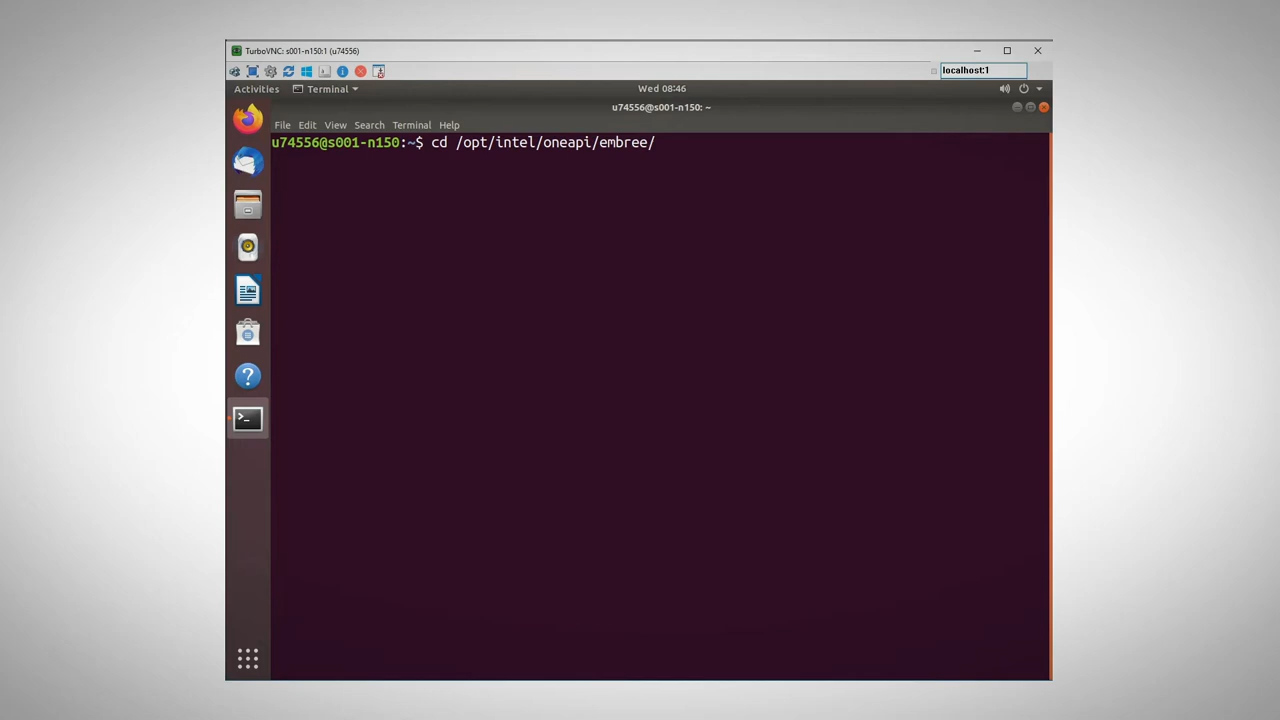 TurboVNC: s001-n150:1 (u74556)
localhost:1
Activities
Terminal
Wed 08:46
u74556@s001-n150: ~
File Edit View Search Terminal Help
u74556@s001-n150:~$ cd /opt/intel/oneapi/embree/